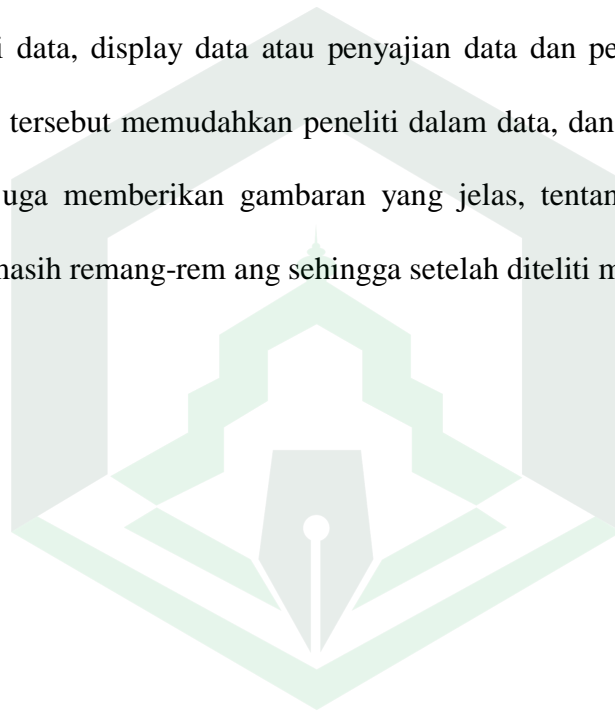 i data, display data atau penyajian data dan pe
tersebut memudahkan peneliti dalam data, dan
uga memberikan gambaran yang jelas, tentan
nasih remang-rem ang sehingga setelah diteliti m